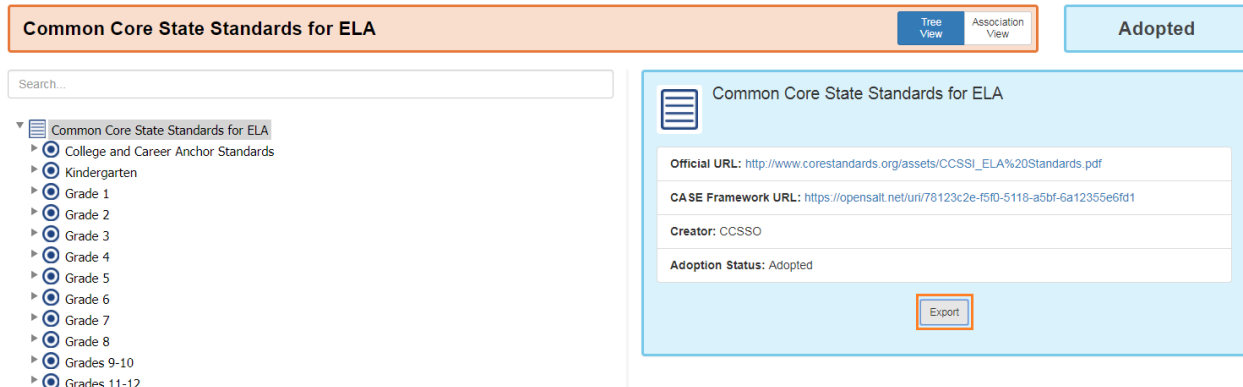 Common Core State Standards for ELA
Tree
View
Association
View
Adopted
Search...
Common Core State Standards for ELA
College and Career Anchor Standards
Kindergarten
Grade 1
Grade 2
Grade 3
Grade 4
Grade 5
Grade 6
Grade 7
Grade 8
Grades 9-10
Grades 11-12
Common Core State Standards for ELA
Official URL: http://www.corestandards.org/assets/CCSSI_ELA%20Standards.pdf
CASE Framework URL: https://opensalt.net/uri/78123c2e-f5f0-5118-a5bf-6a12355e6fd1
Creator: CCSSO
Adoption Status: Adopted
Export